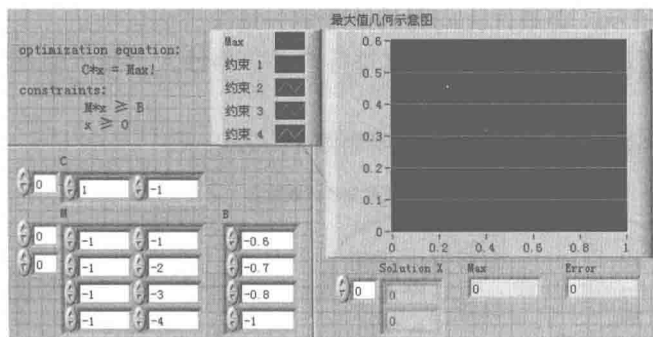 最大值几何示意图
optimization equation:
C*x = Max!
constraints:
M*x ≥ B
x ≥ 0
Max
约束 1
约束 2
约束 3
约束 4
0.6
0.5
0.4
0.3
0.2
0.1
0
0 0.2 0.4 0.6 0.8 1
C
0 1 -1
M B
0 -1 -1 -0.6
0 -1 -2 -0.7
-1 -3 -0.8
-1 -4 -1
Solution X Max Error
0 0 0 0
0